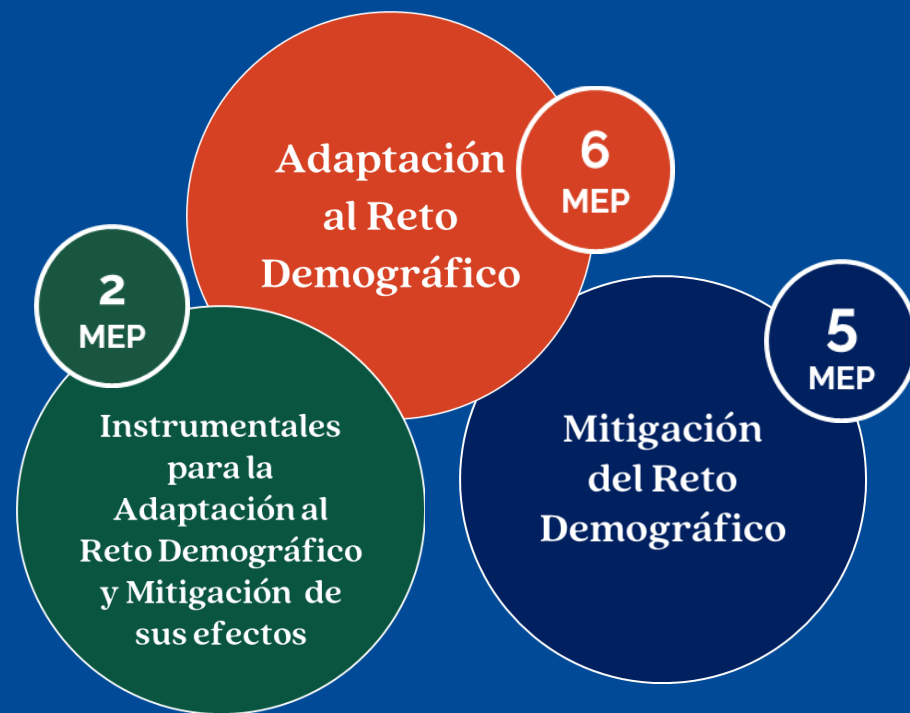 Adaptación
al Reto
Demográfico
6
MEP
2
MEP
Instrumentales
para la
Adaptación al
Reto Demográfico
y Mitigación de
sus efectos
5
MEP
Mitigación
del Reto
Demográfico